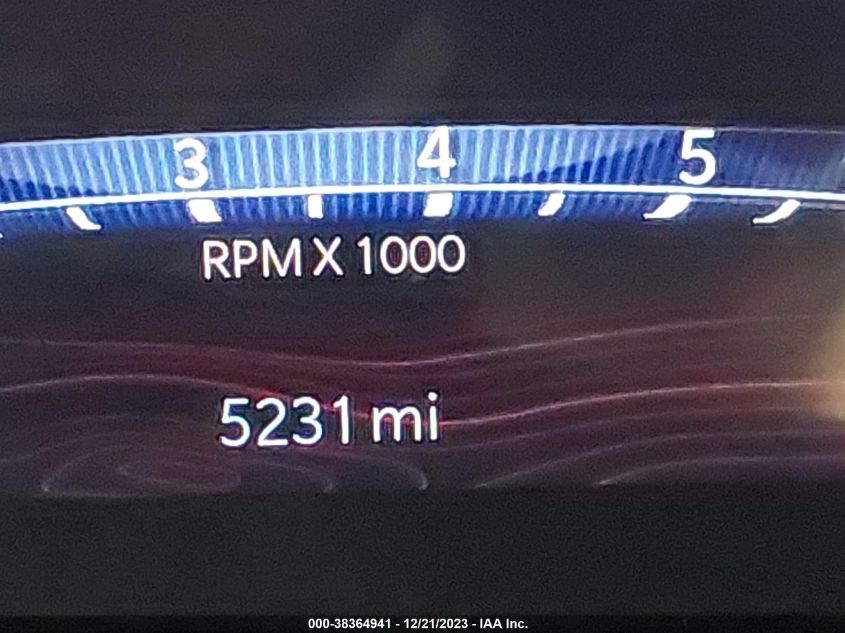 3 4 5
RPM X 1000
5231 mi
000-38364941 - 12/21/2023 - IAA Inc.